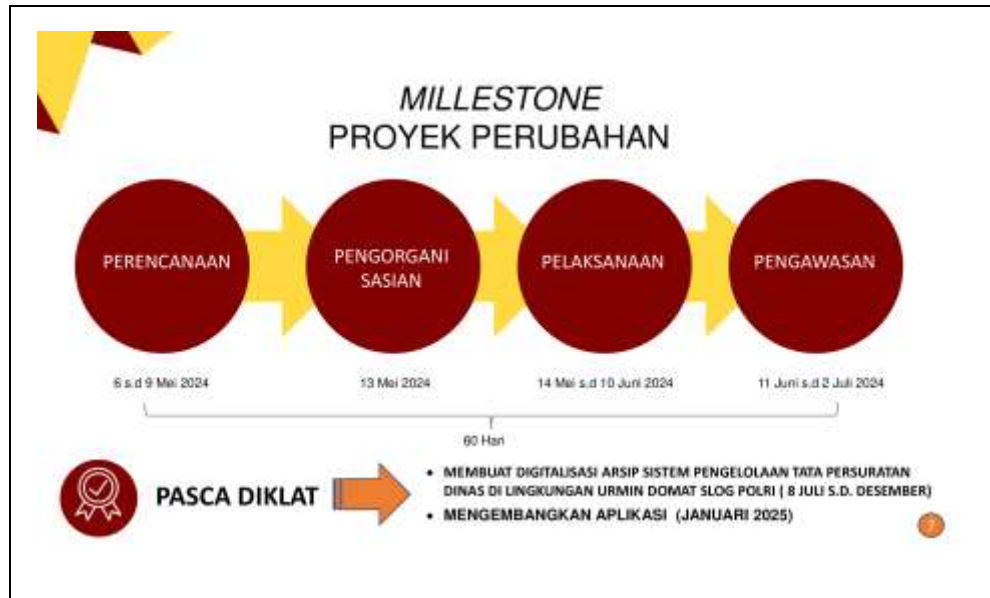 MILLESTONE
PROYEK PERUBAHAN
PERENCANAAN
PENGORGANI
SASIAN
PELAKSANAAN
PENGAWASAN
6 s.d 9 Mei 2024
13 Mei 2024
14 Mei s.d 10 Juni 2024
11 Juni s.d 2 Juli 2024
60 Hari
PASCA DIKLAT
• MEMBUAT DIGITALISASI ARSIP SISTEM PENGELOLAAN TATA PERSURATAN
DINAS DI LINGKUNGAN URMIN DOMAT SLOG POLRI ( 8 JULI S.D. DESEMBER)
• MENGEMBANGKAN APLIKASI (JANUARI 2025)
7